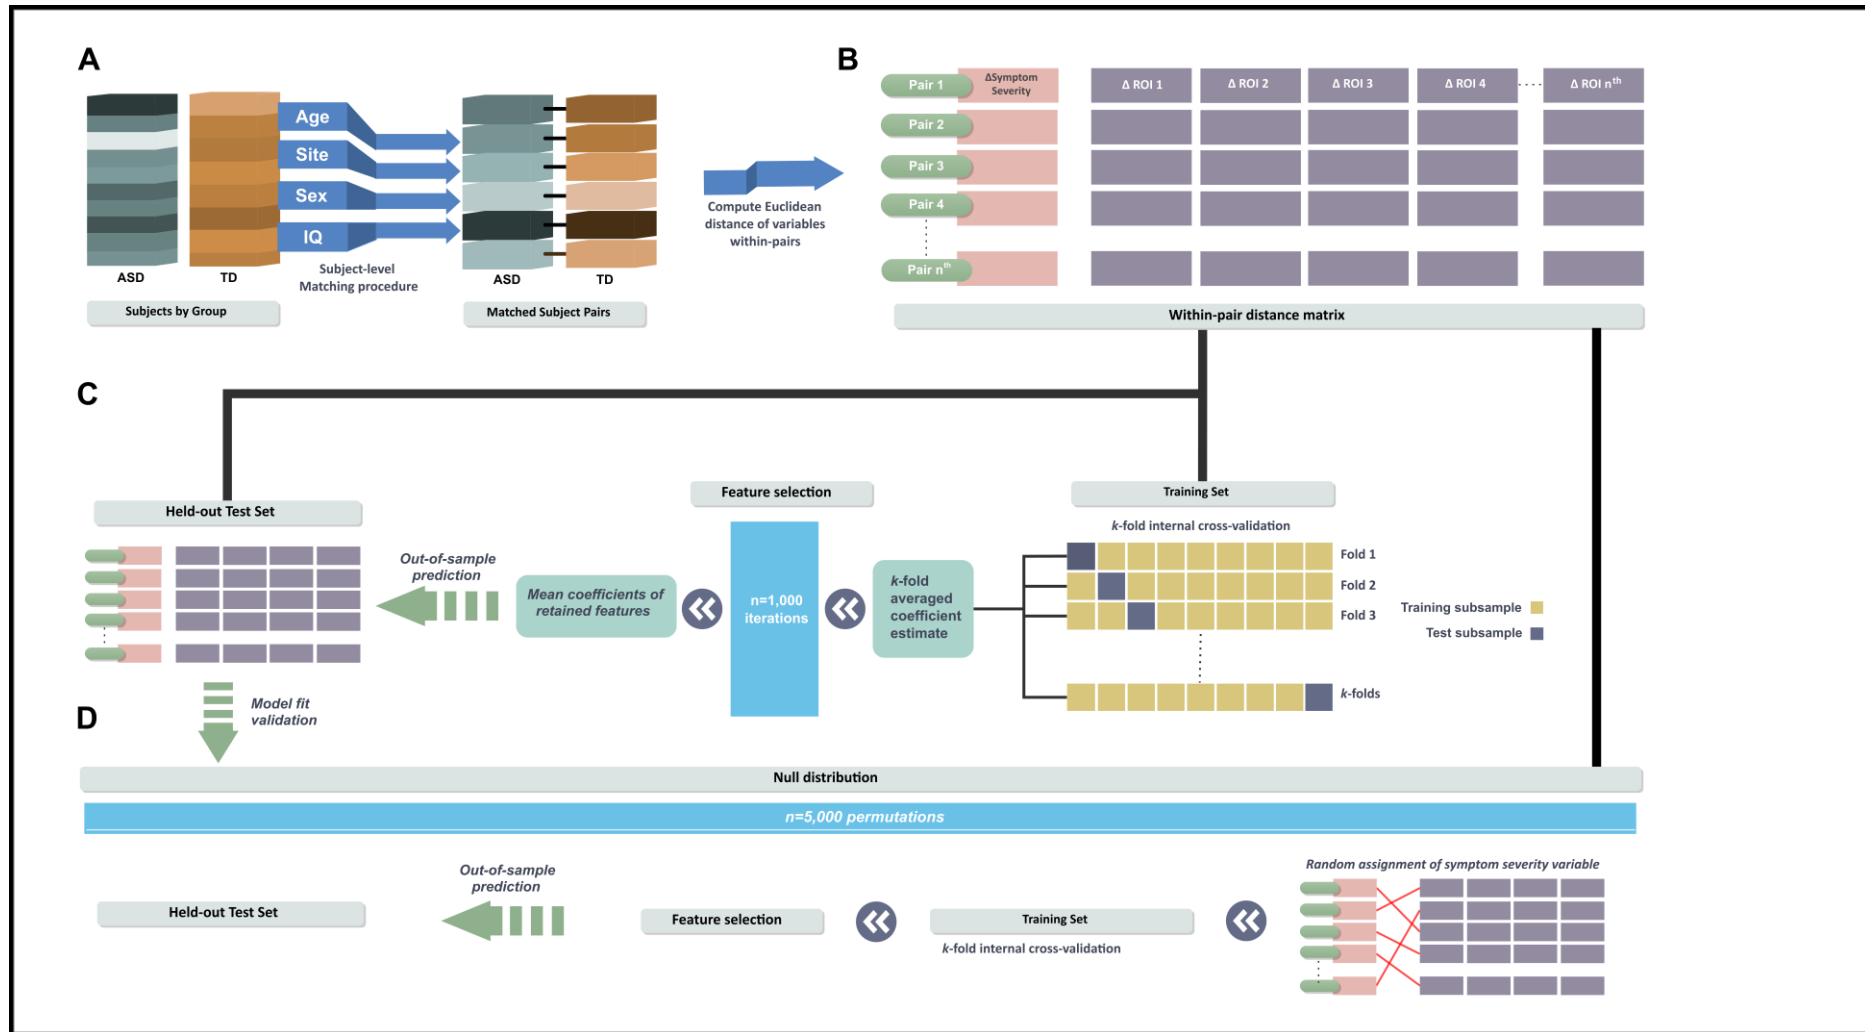 A
Age
Site
Sex
IQ
ASD
TD
Subject-level
Matching procedure
ASD
TD
Subjects by Group
Matched Subject Pairs
Compute Euclidean
distance of variables
within-pairs
B
Pair 1
ΔSymptom
Severity
Δ ROI 1
Δ ROI 2
Δ ROI 3
Δ ROI 4
Δ ROI nth
Pair 2
Pair 3
Pair 4
Pair nth
Within-pair distance matrix
C
Held-out Test Set
Out-of-sample
prediction
Mean coefficients of
retained features
Feature selection
n=1,000
iterations
k-fold
averaged
coefficient
estimate
Training Set
k-fold internal cross-validation
Fold 1
Fold 2
Fold 3
k-folds
Training subsample
Test subsample
Model fit
validation
D
Null distribution
n=5,000 permutations
Held-out Test Set
Out-of-sample
prediction
Feature selection
Training Set
k-fold internal cross-validation
Random assignment of symptom severity variable